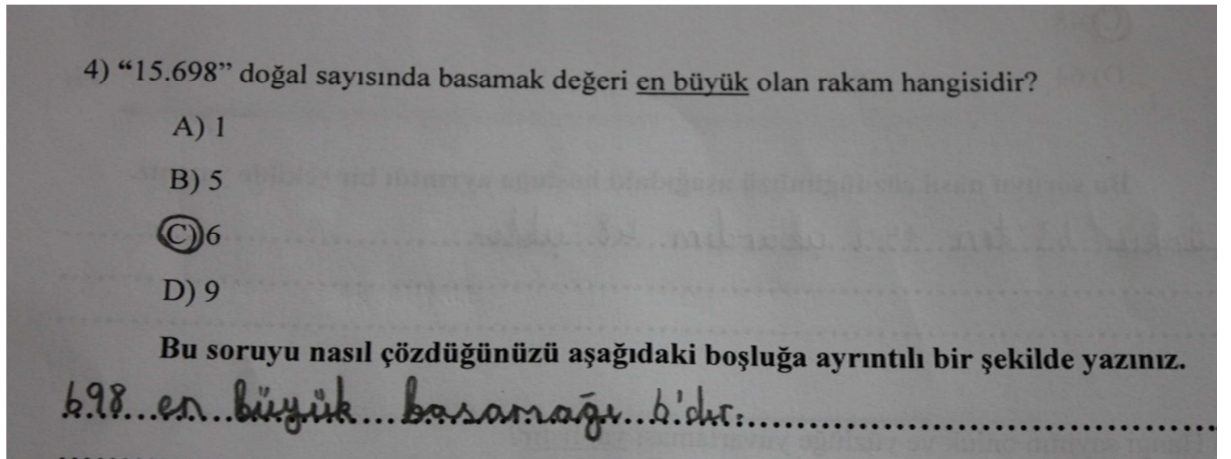 4) “15.698” doğal sayısında basamak değeri en büyük olan rakam hangisidir?
A) 1
B) 5
C) 6
D) 9
Bu soruyu nasıl çözdüğünüzü aşağıdaki boşluğa ayrıntılı bir şekilde yazınız.
698...en...büyük...basamağı...6'dır.